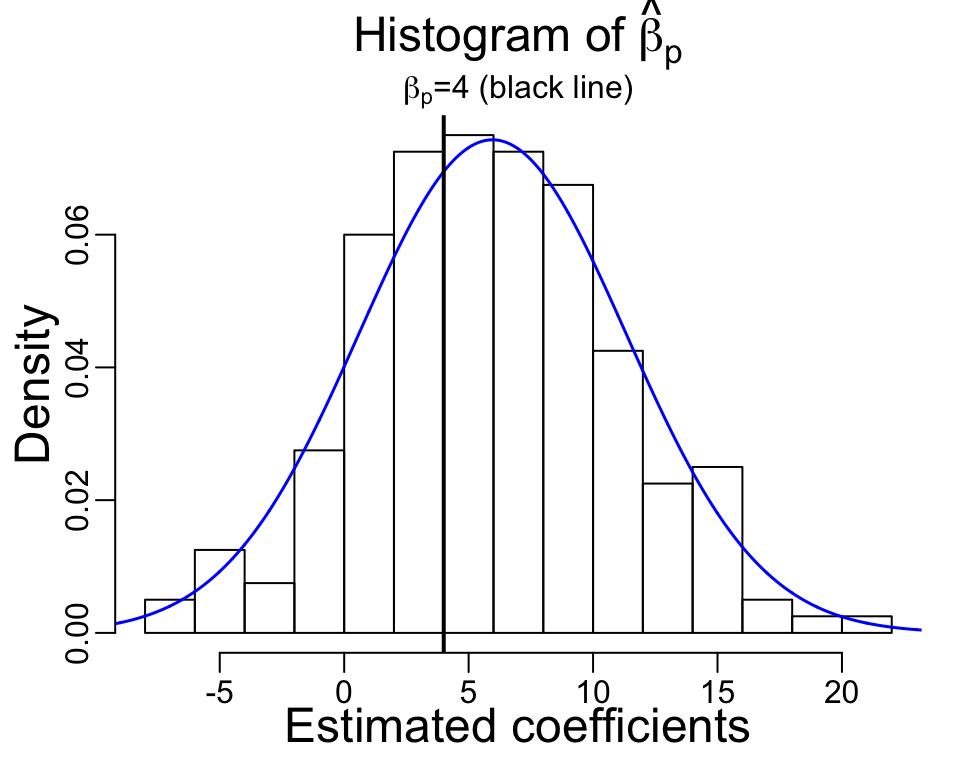 Histogram of β̂ₚ
βₚ=4 (black line)
Density
0.00 0.02 0.04 0.06
-5 0 5 10 15 20
Estimated coefficients